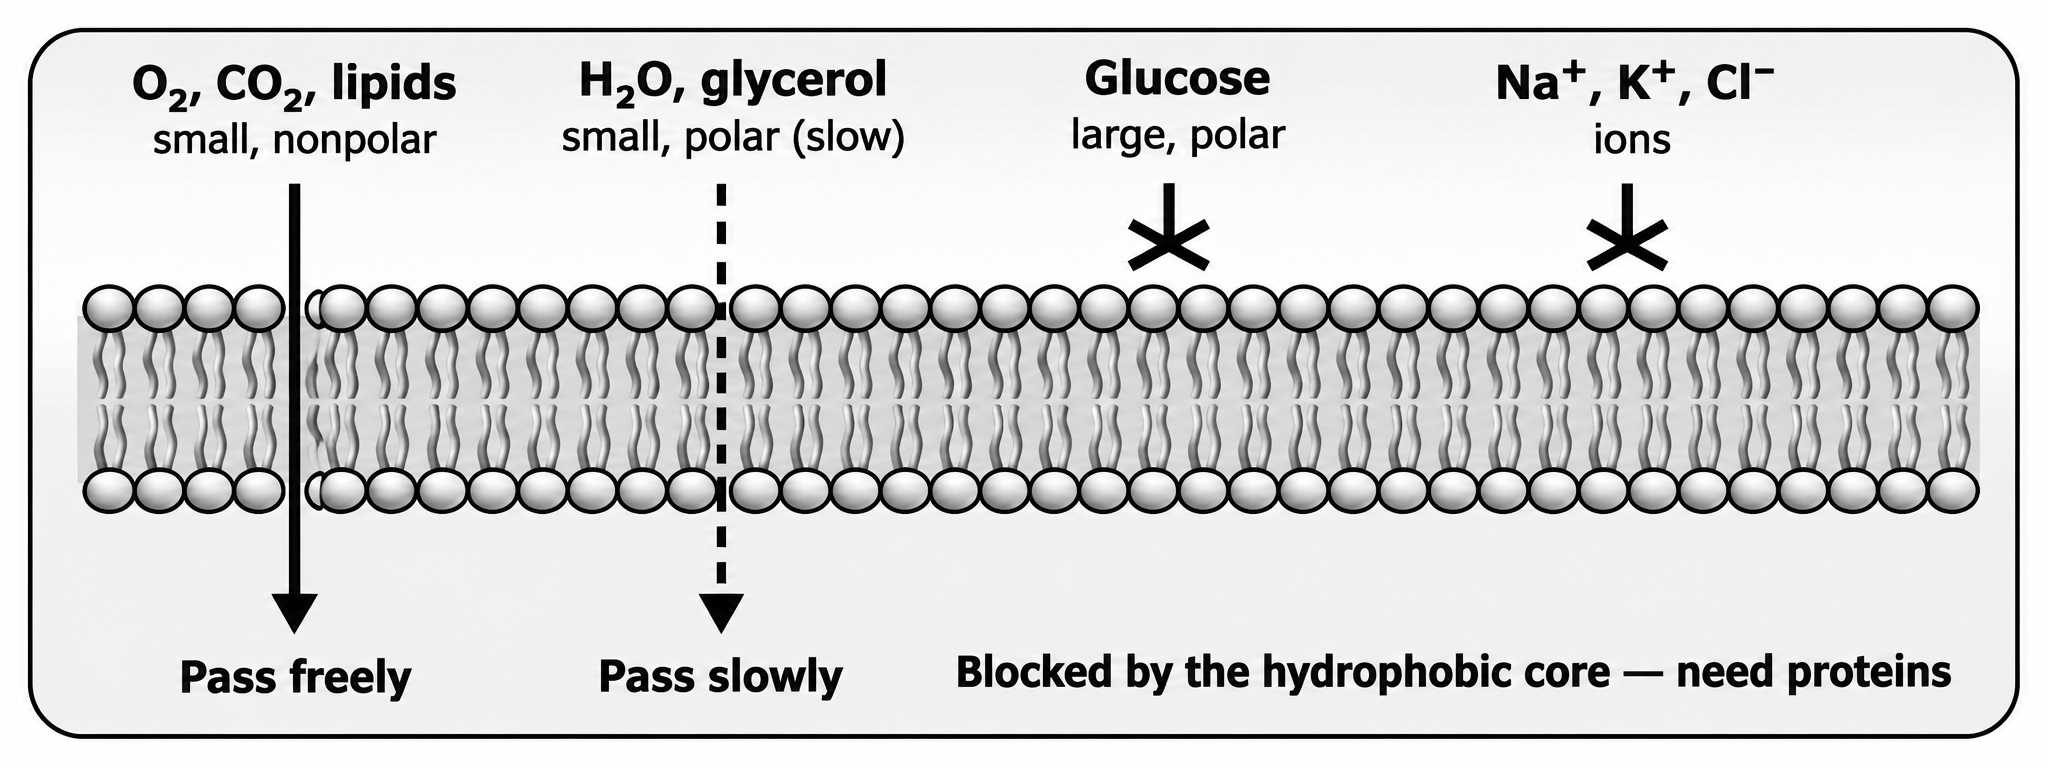 O₂, CO₂, lipids
small, nonpolar
H₂O, glycerol
small, polar (slow)
Glucose
large, polar
Na⁺, K⁺, Cl⁻
ions
Pass freely
Pass slowly
Blocked by the hydrophobic core — need proteins